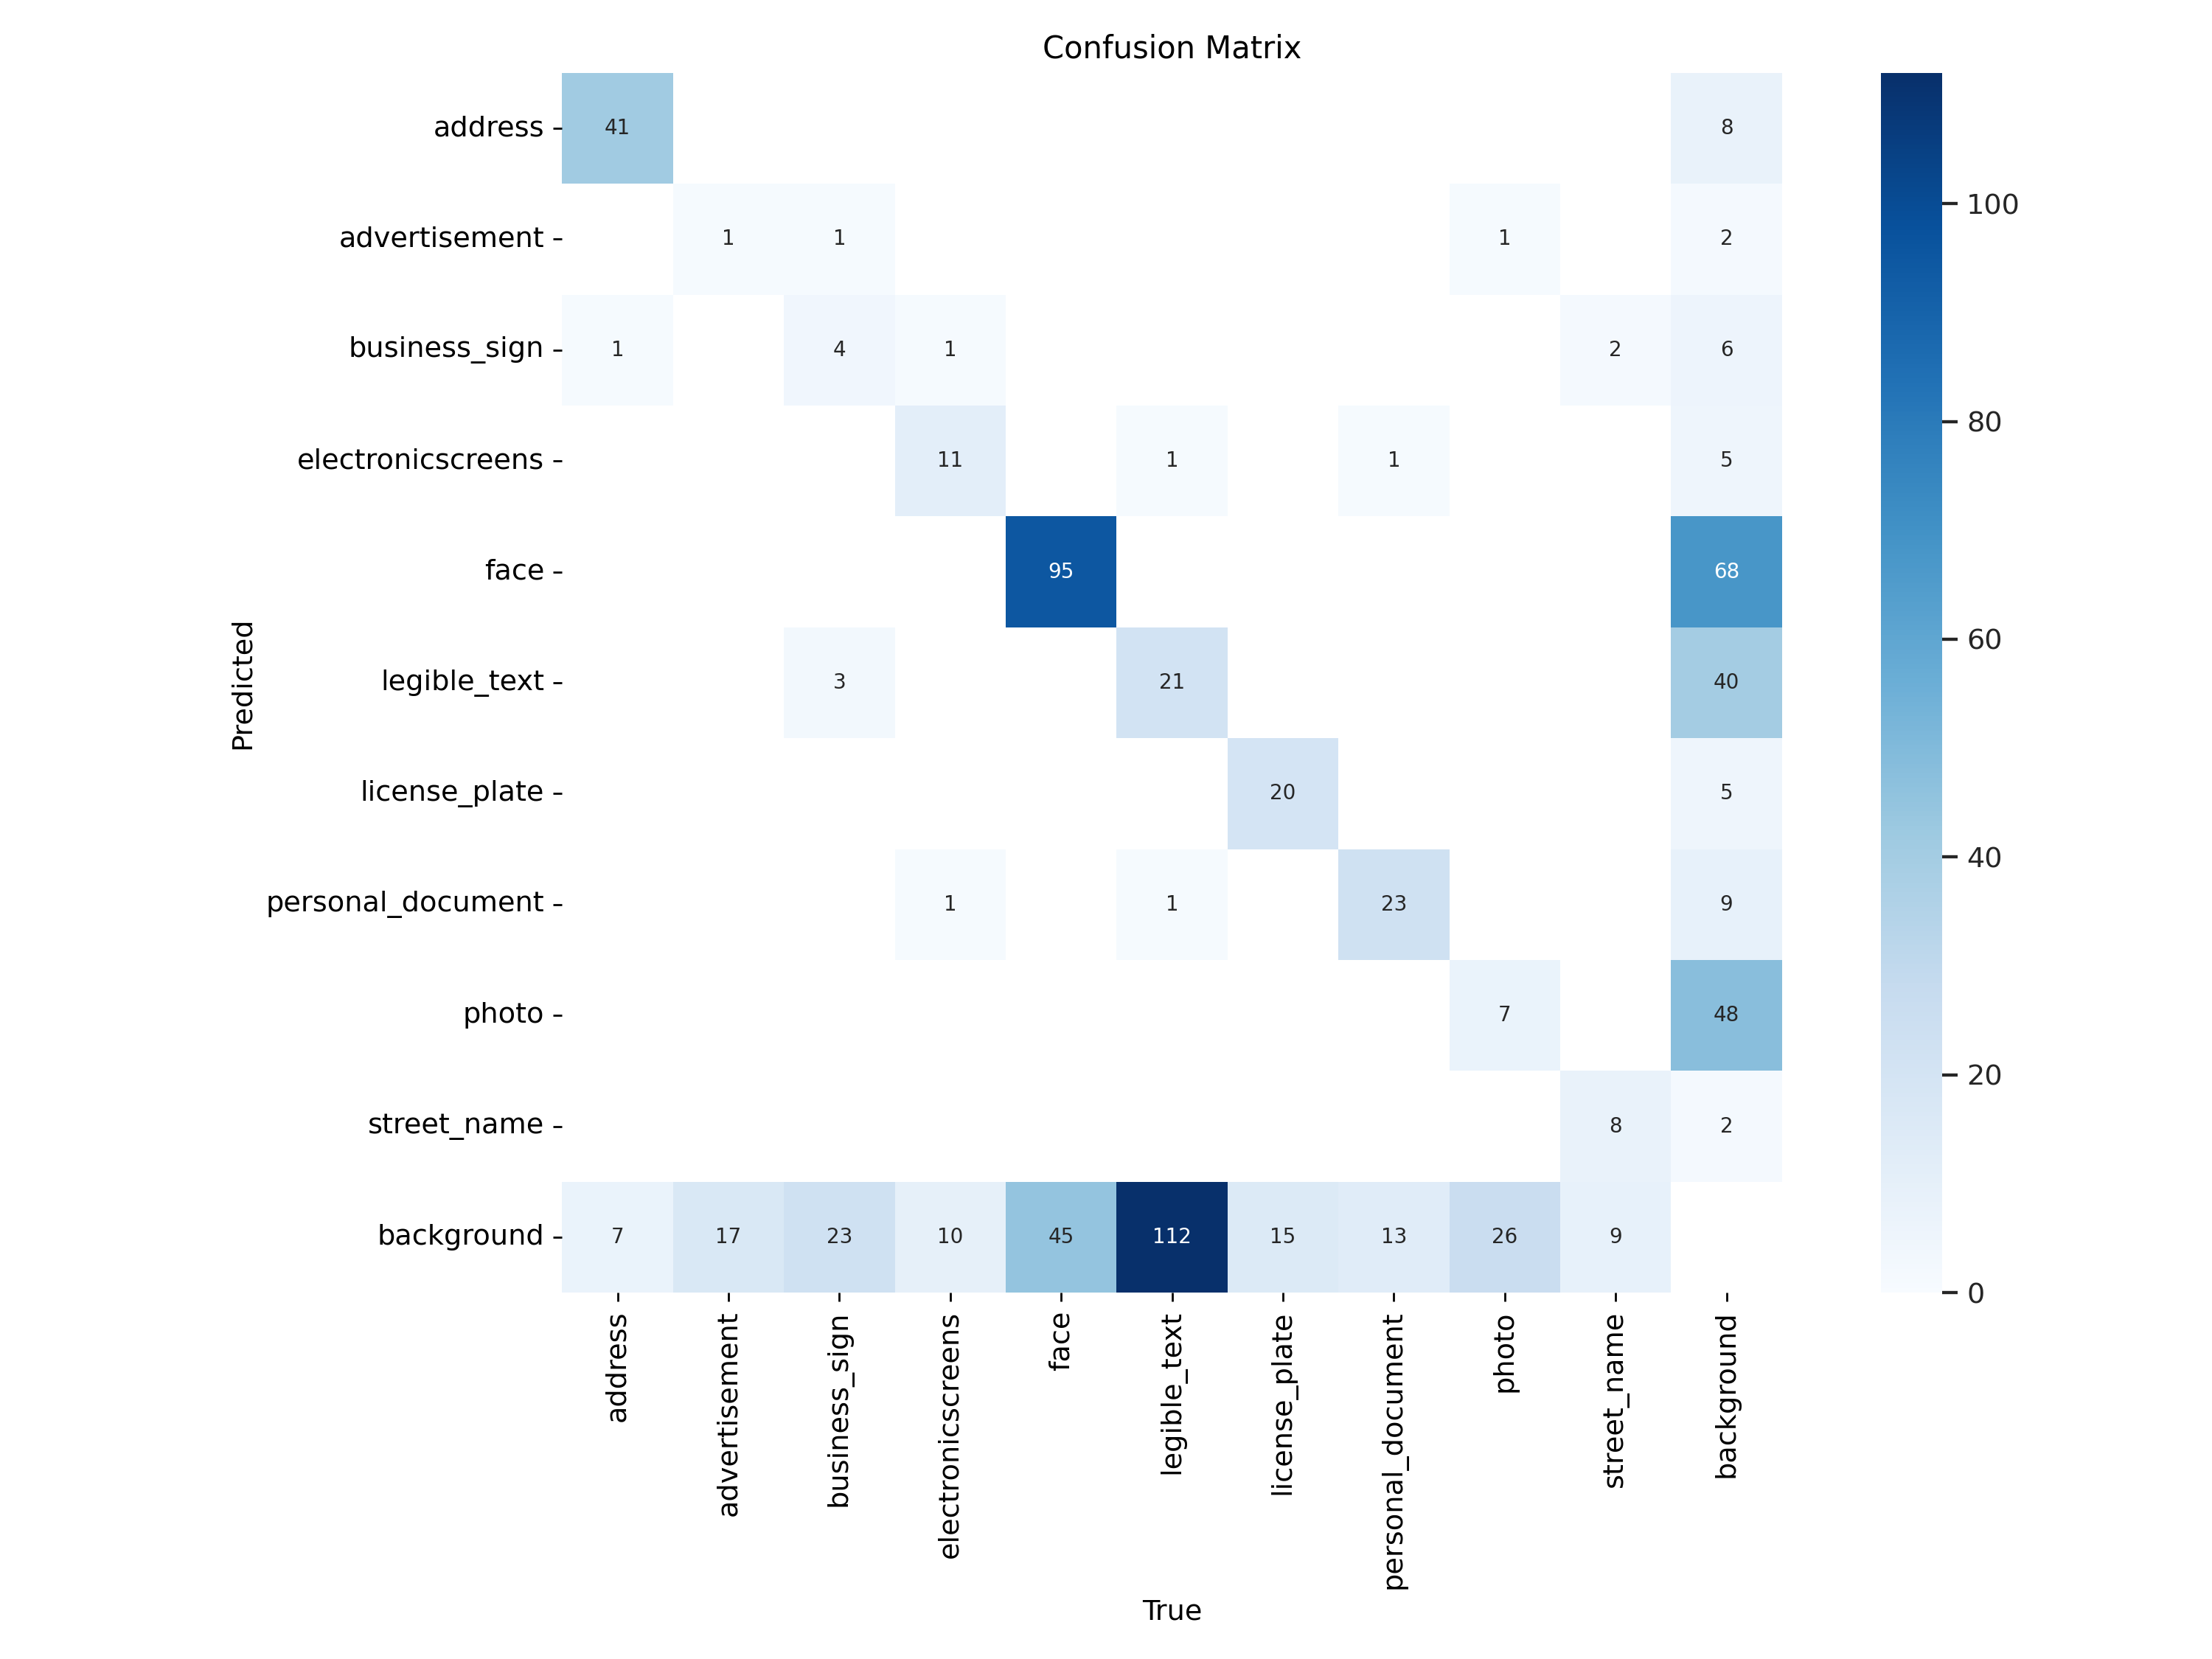 Confusion Matrix
address 41 8
advertisement 1 1 1 2
business_sign 1 4 1 2 6
electronicscreens 11 1 1 5
face 95 68
legible_text 3 21 40
license_plate 20 5
personal_document 1 1 23 9
photo 7 48
street_name 8 2
background 7 17 23 10 45 112 15 13 26 9
address advertisement business_sign electronicscreens face legible_text license_plate personal_document photo street_name background
True
Predicted
100
80
60
40
20
0